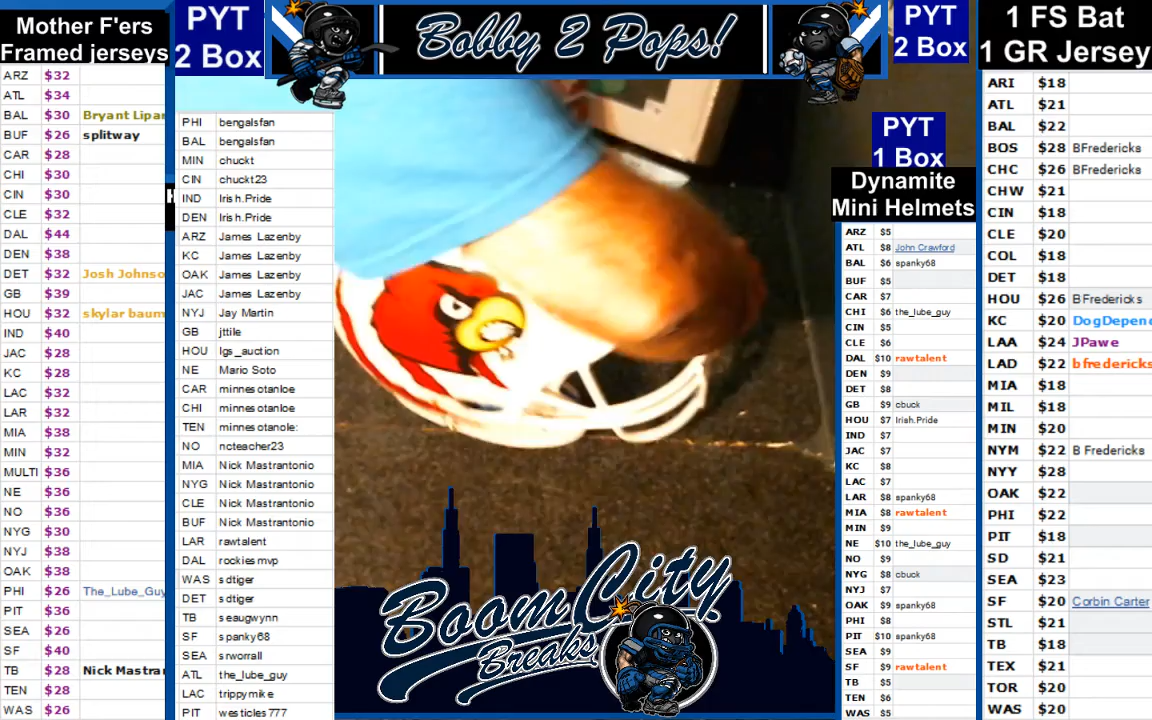 Mother F'ers
Framed jerseys
ARZ $32
ATL $34
BAL $30 Bryant Lipar
BUF $26 splitway
CAR $28
CHI $30
CIN $30
CLE $32
DAL $44
DEN $38
DET $32 Josh Johnso
GB $39
HOU $32 skylar baum
IND $40
JAC $28
KC $28
LAC $32
LAR $32
MIA $38
MIN $32
MULTI $36
NE $36
NO $36
NYG $30
NYJ $38
OAK $38
PHI $26 The_Lube_Guy
PIT $36
SEA $26
SF $40
TB $28 Nick Mastrar
TEN $28
WAS $26
PYT
2 Box
PHI bengalsfan
BAL bengalsfan
MIN chuckt
CIN chuckt23
IND Irish.Pride
DEN Irish.Pride
ARZ James Lazenby
KC James Lazenby
OAK James Lazenby
JAC James Lazenby
NYJ Jay Martin
GB jttile
HOU lgs_auction
NE Mario Soto
CAR minnesotanloe
CHI minnesotanloe
TEN minnesotanole:
NO ncteacher23
MIA Nick Mastrantonio
NYG Nick Mastrantonio
CLE Nick Mastrantonio
BUF Nick Mastrantonio
LAR rawtalent
DAL rockiesmvp
WAS sdtiger
DET sdtiger
TB seaugwynn
SF spanky68
SEA srworrall
ATL the_lube_guy
LAC trippymike
PIT westicles777
Bobby 2 Pops!
Boom City
Breaks
PYT
2 Box
PYT
1 Box
Dynamite
Mini Helmets
ARZ $5
ATL $8 John Crawford
BAL $6 spanky68
BUF $5
CAR $7
CHI $6 the_lube_guy
CIN $5
CLE $6
DAL $10 rawtalent
DEN $9
DET $8
GB $9 cbuck
HOU $7 Irish.Pride
IND $7
JAC $7
KC $8
LAC $7
LAR $8 spanky68
MIA $8 rawtalent
MIN $9
NE $10 the_lube_guy
NO $9
NYG $8 cbuck
NYJ $7
OAK $9 spanky68
PHI $8
PIT $10 spanky68
SEA $9
SF $9 rawtalent
TB $5
TEN $6
WAS $5
1 FS Bat
1 GR Jersey
ARI $18
ATL $21
BAL $22
BOS $28 BFredericks
CHC $26 BFredericks
CHW $21
CIN $18
CLE $20
COL $18
DET $18
HOU $26 BFredericks
KC $20 DogDepend
LAA $24 JPawe
LAD $22 bfredericks
MIA $18
MIL $18
MIN $20
NYM $22 B Fredericks
NYY $28
OAK $22
PHI $22
PIT $18
SD $21
SEA $23
SF $20 Corbin Carter
STL $21
TB $18
TEX $21
TOR $20
WAS $20